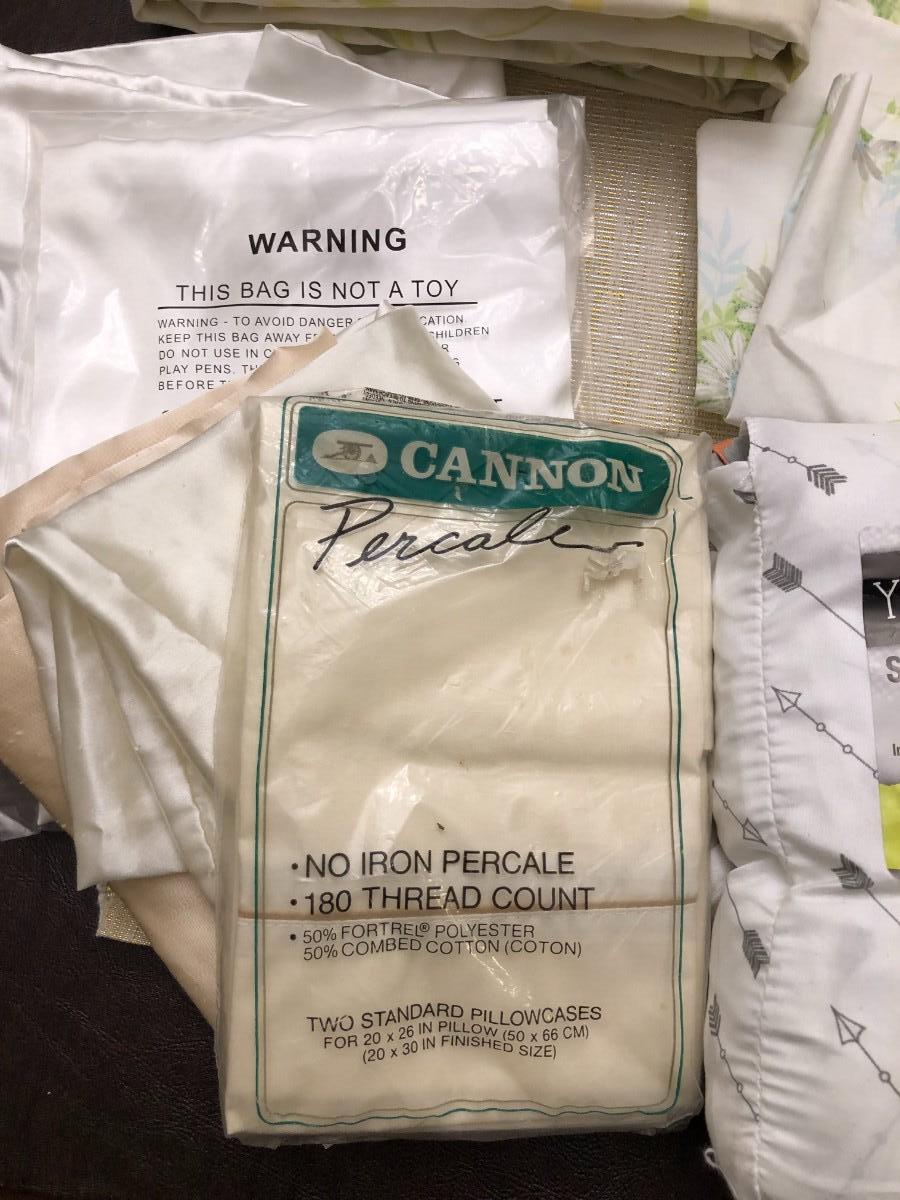 WARNING
THIS BAG IS NOT A TOY
WARNING - TO AVOID DANGER
KEEP THIS BAG AWAY CHILDREN
DO NOT USE IN
PLAY PENS.
BEFORE
CANNON
Percale
• NO IRON PERCALE
• 180 THREAD COUNT
• 50% FORTREL® POLYESTER
50% COMBED COTTON (COTON)
TWO STANDARD PILLOWCASES
FOR 20 x 26 IN PILLOW (50 x 66 CM)
(20 x 30 IN FINISHED SIZE)